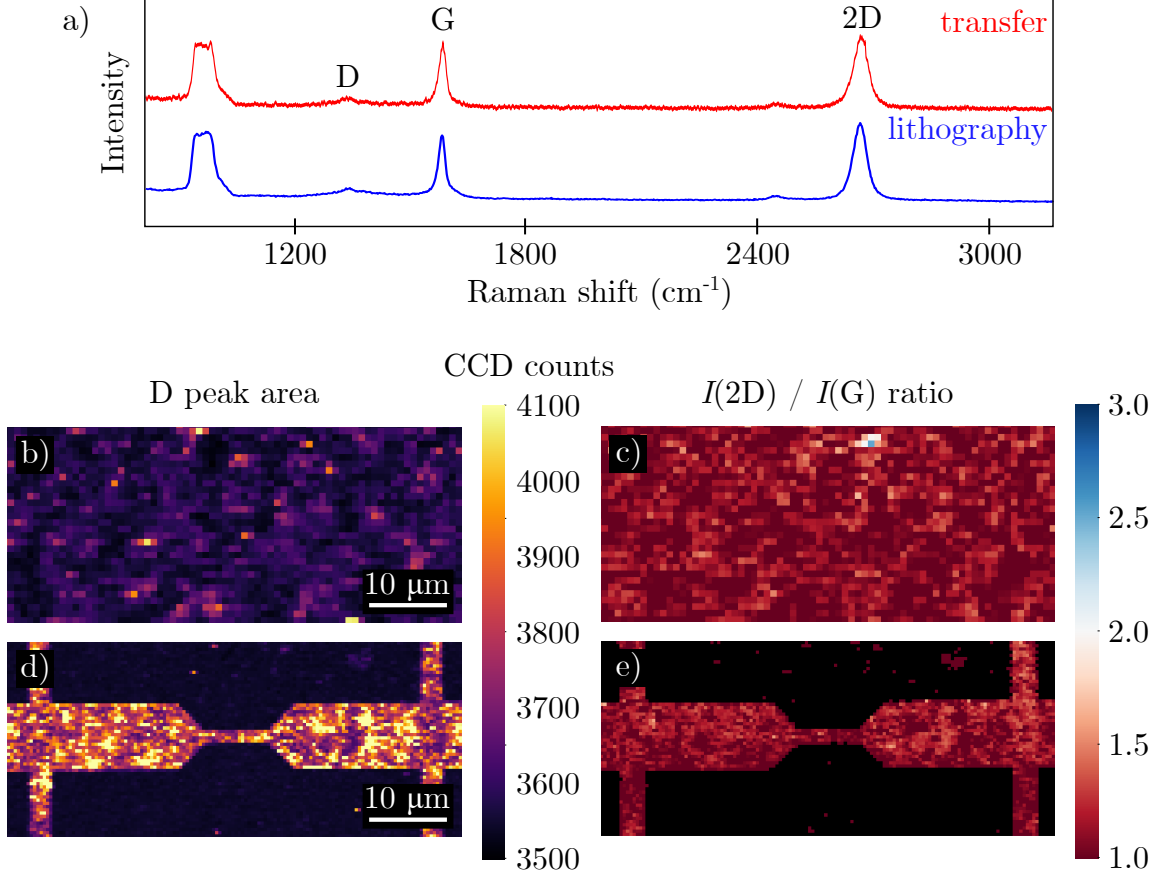 a)
Intensity
D
G
2D
transfer
lithography
1200 1800 2400 3000
Raman shift (cm-1)
CCD counts
D peak area
I(2D) / I(G) ratio
b)
10 µm
4100
4000
3900
3800
3700
3600
3500
c)
3.0
2.5
2.0
1.5
1.0
d)
10 µm
e)